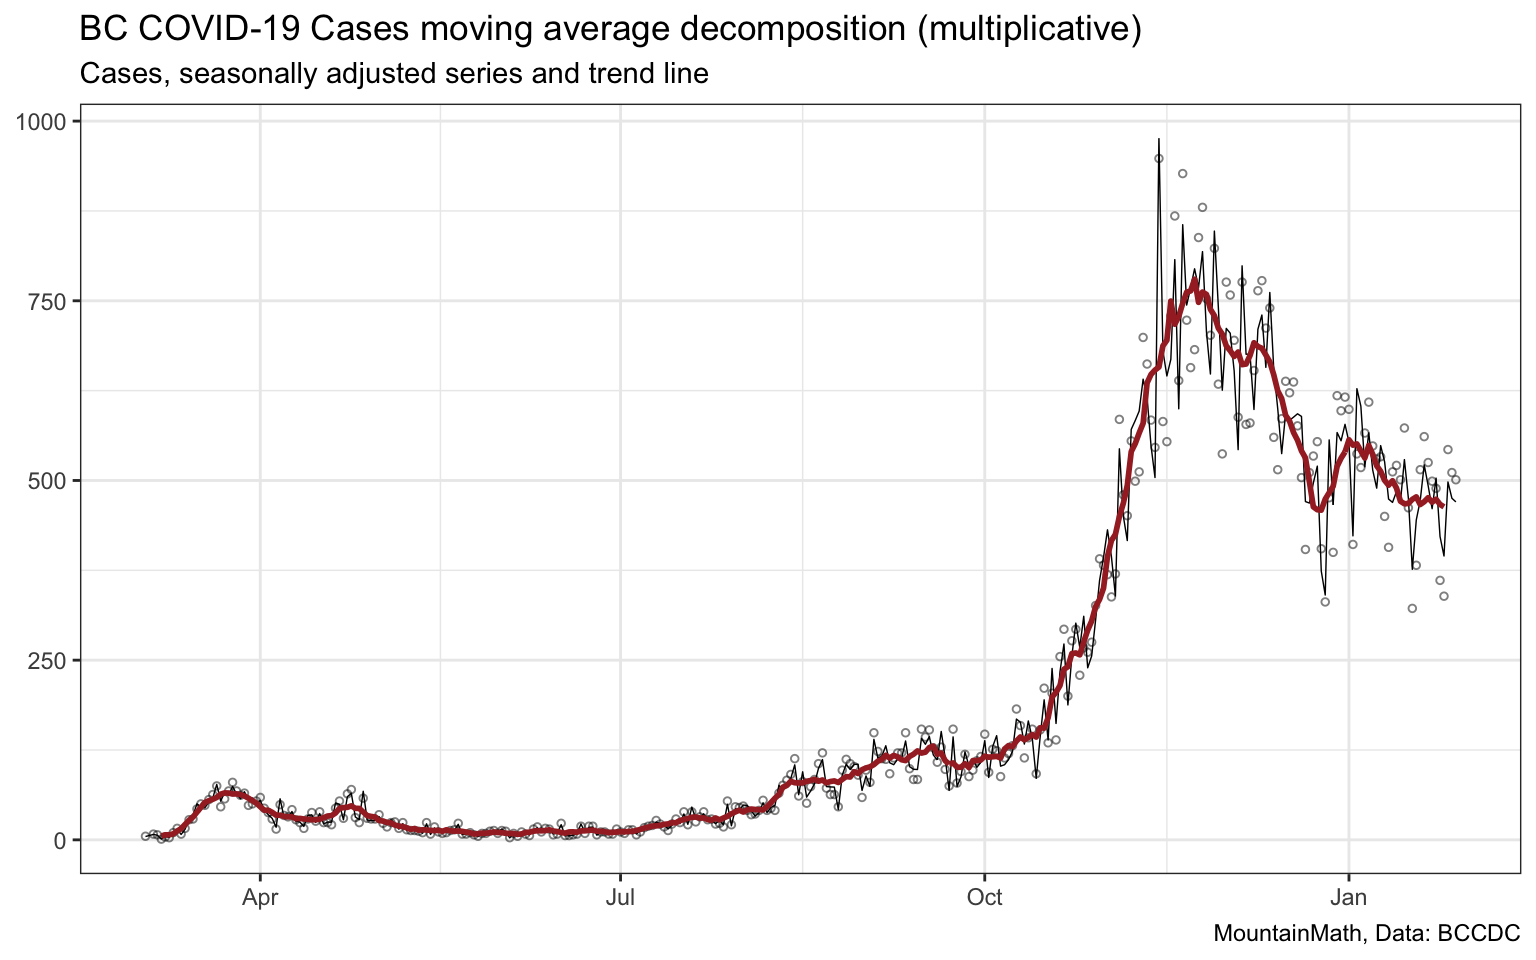 BC COVID-19 Cases moving average decomposition (multiplicative)
Cases, seasonally adjusted series and trend line
1000
750
500
250
0
Apr
Jul
Oct
Jan
MountainMath, Data: BCCDC